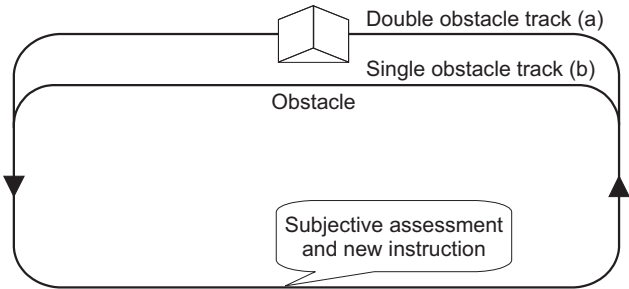 Double obstacle track (a)
Single obstacle track (b)
Obstacle
Subjective assessment
and new instruction